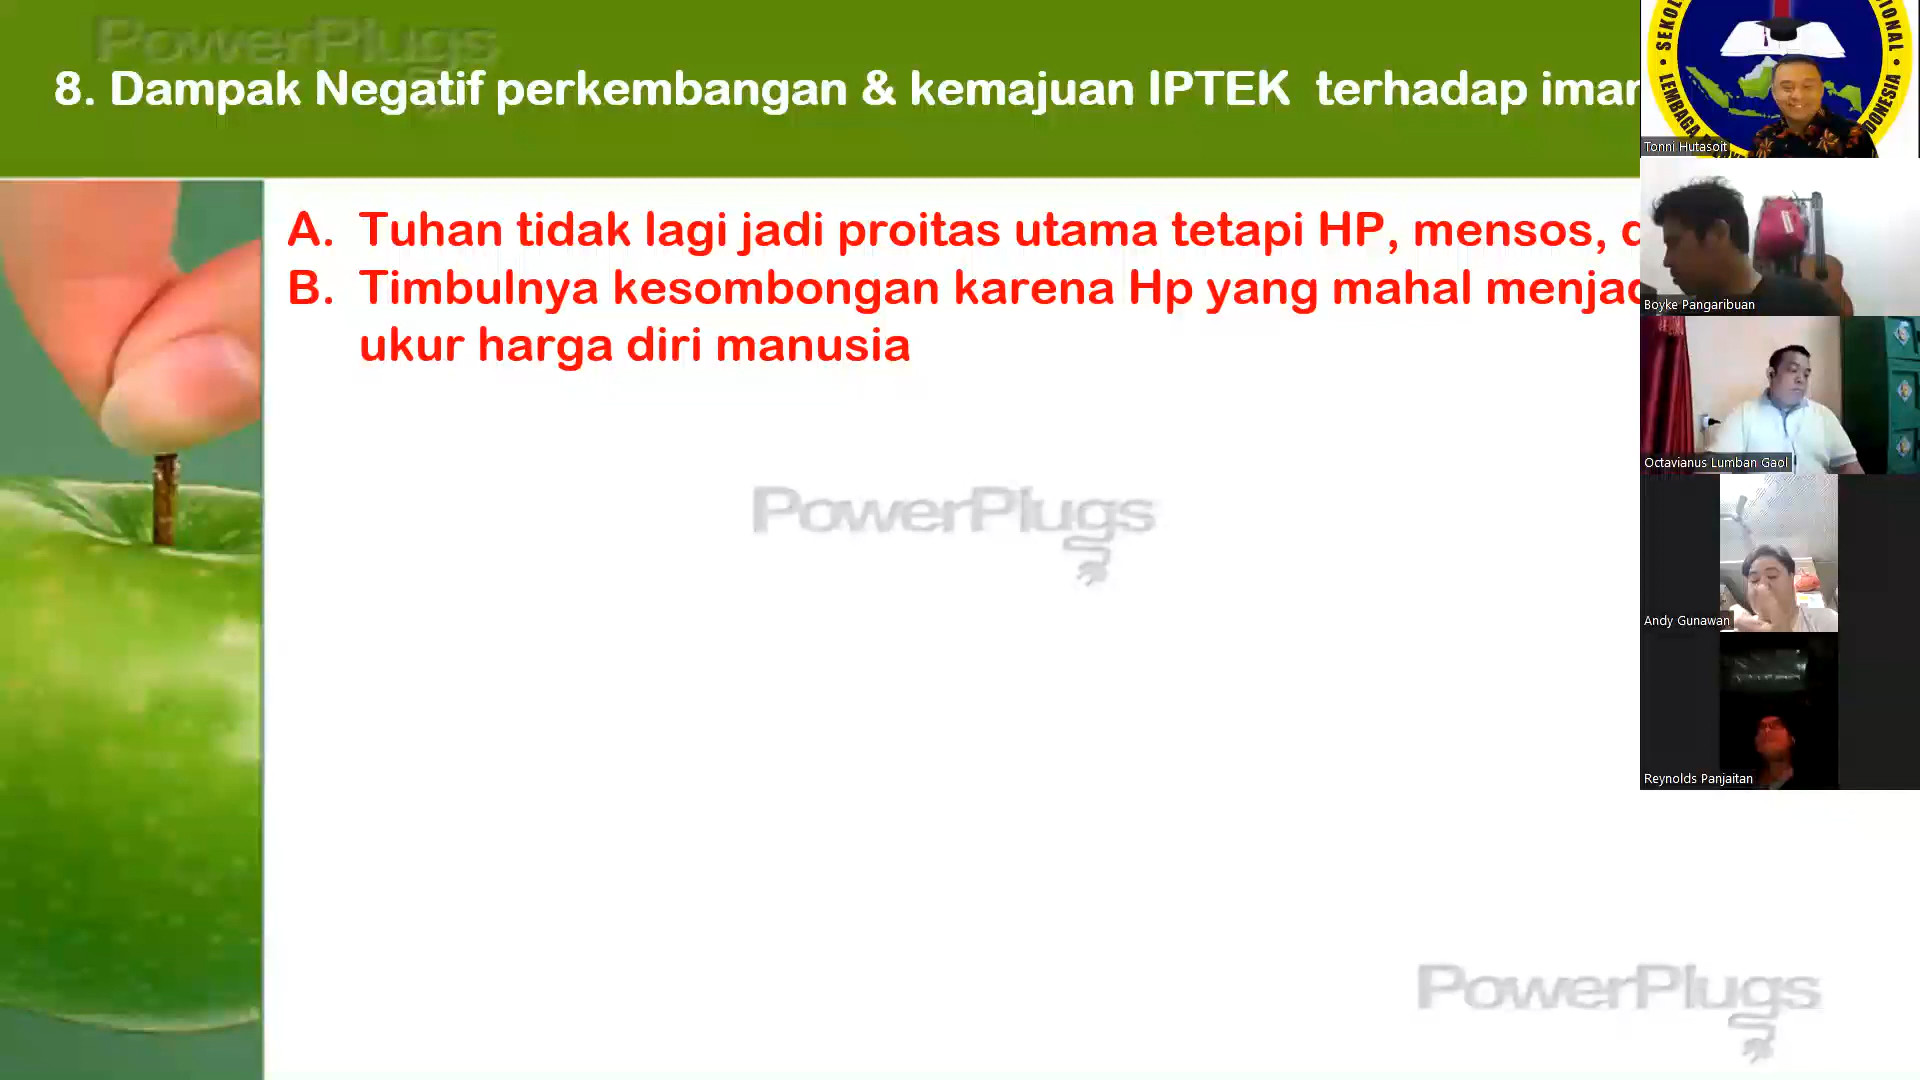 PowerPlugs
8. Dampak Negatif perkembangan & kemajuan IPTEK terhadap
A. Tuhan tidak lagi jadi proitas utama tetapi HP, mensos,
B. Timbulnya kesombongan karena Hp yang mahal
ukur harga diri manusia
PowerPlugs
PowerPlugs
LEMBAGA
Tonni Hutasoit
Boyke Pangaribuan
Octavianus Lumban Gaol
Andy Gunawan
Reynolds Panjaitan